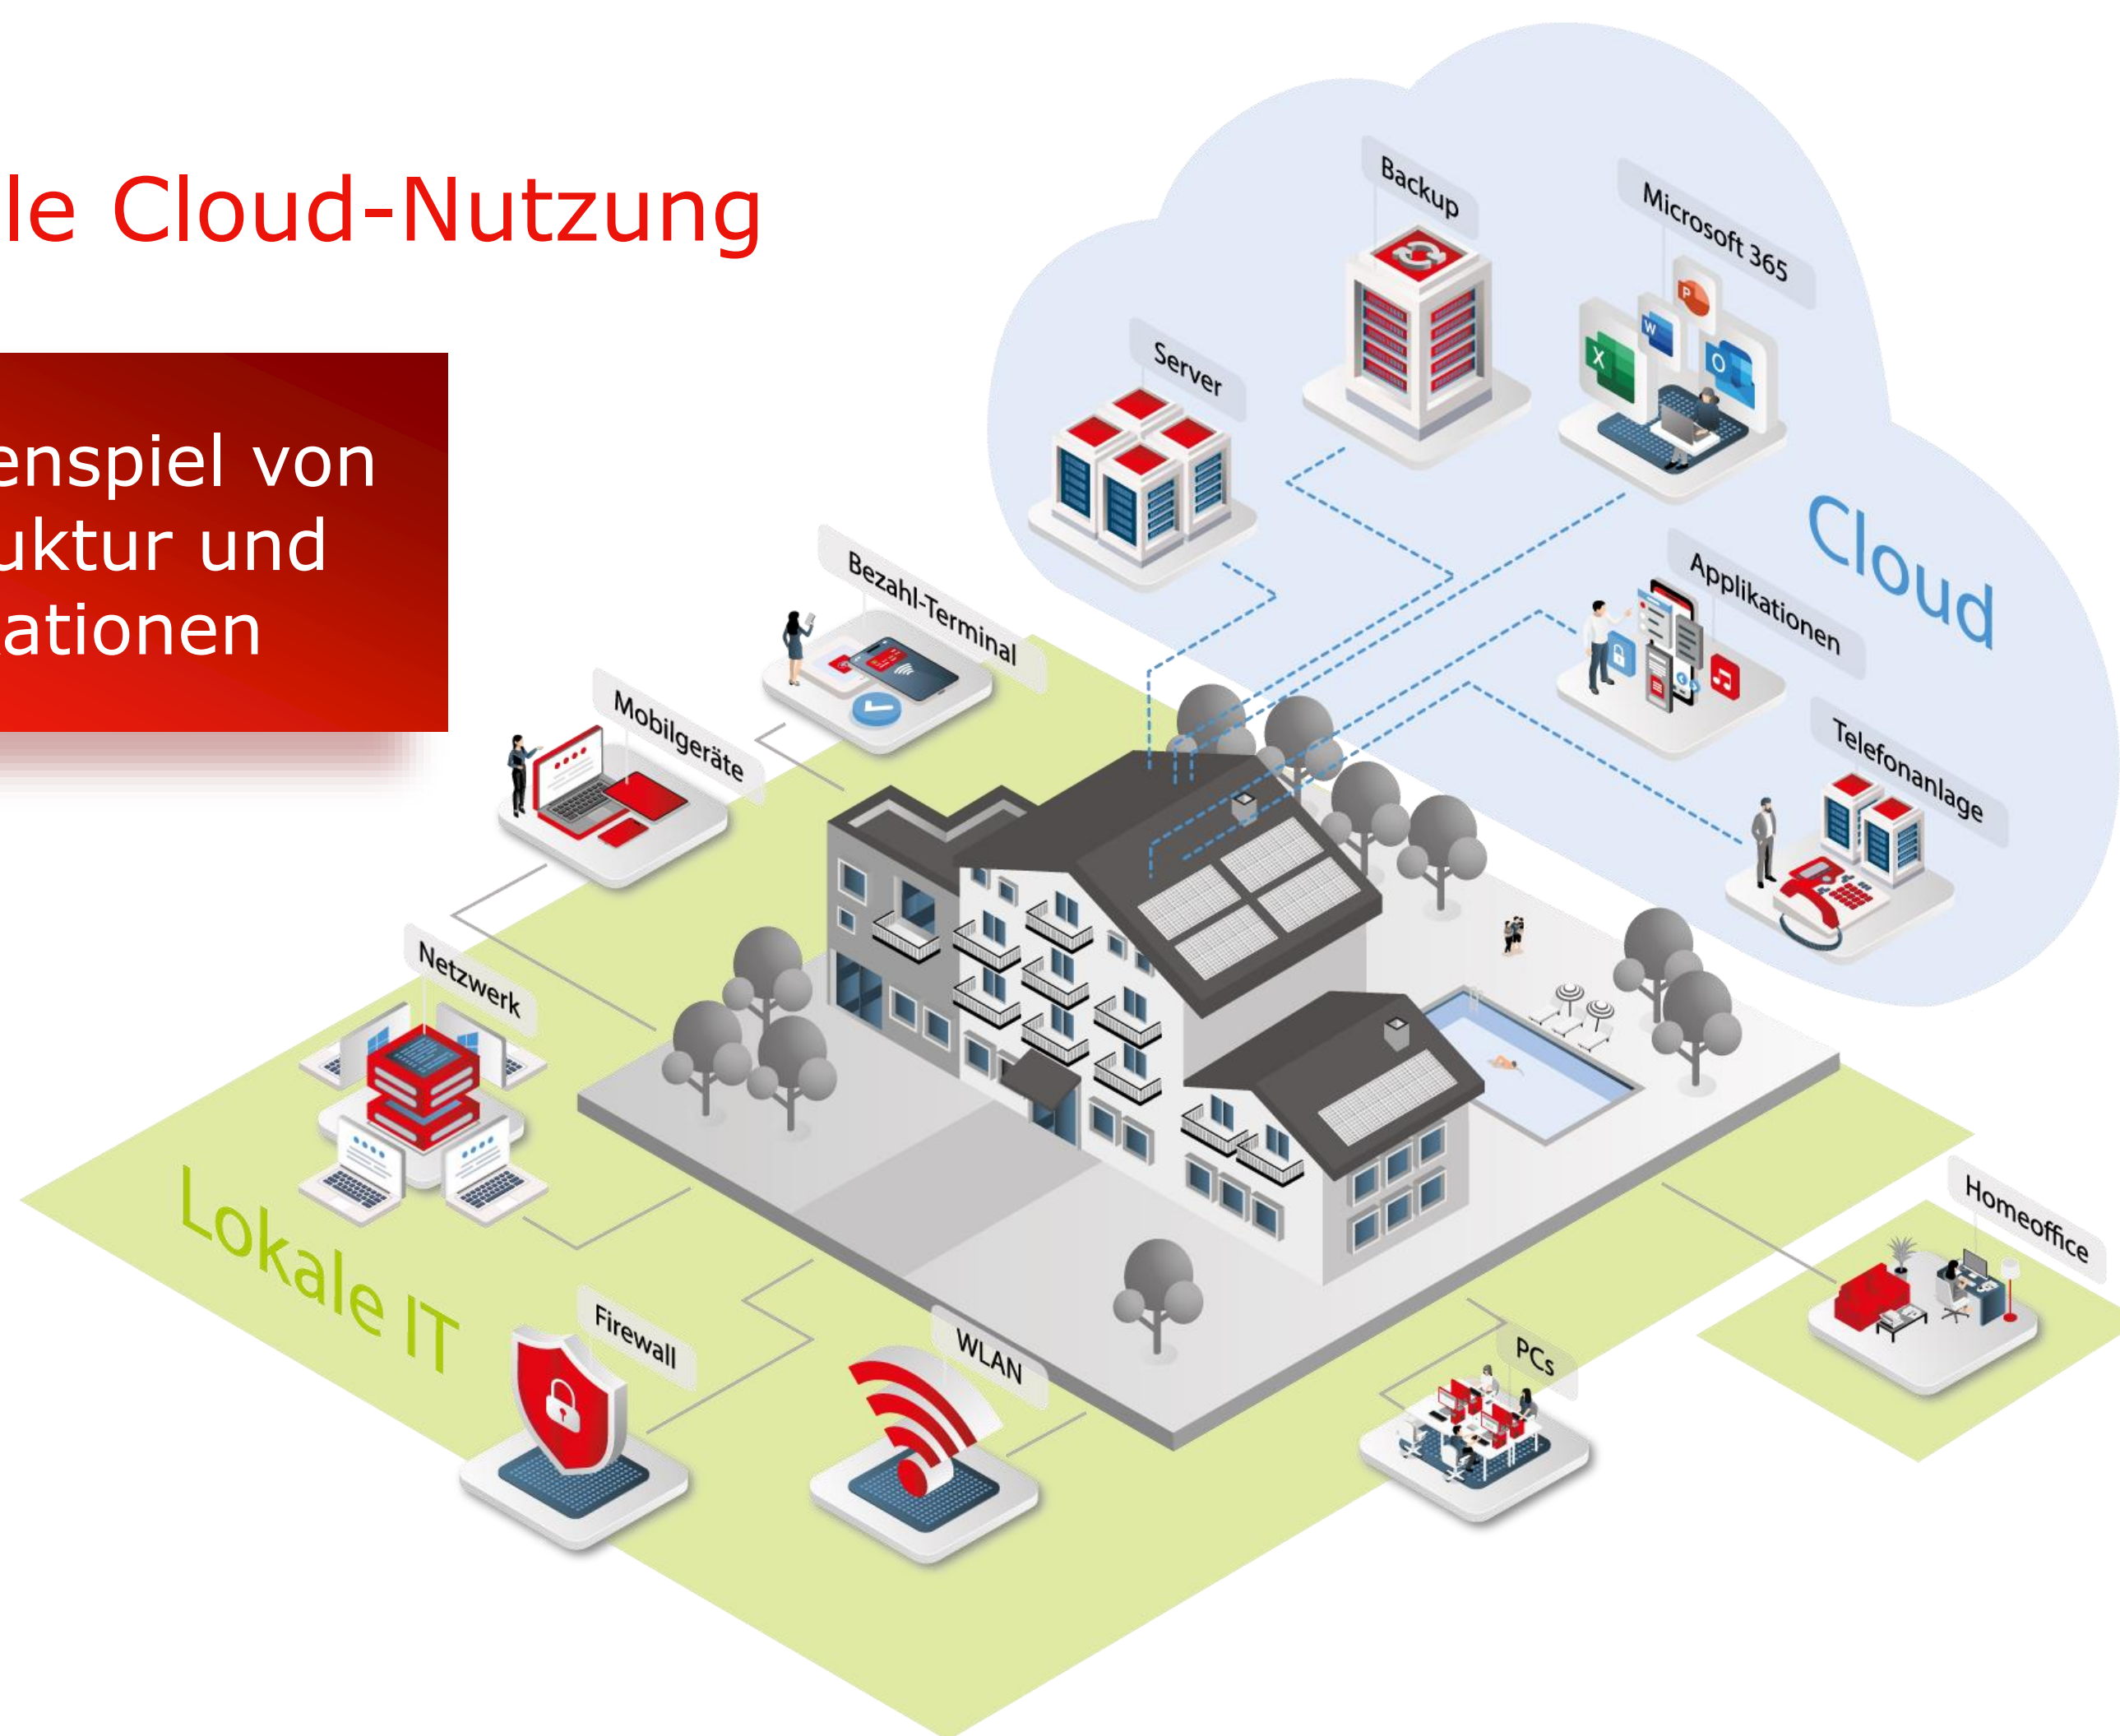 le Cloud-Nutzung
enspiel von
uktur und
ationen
Backup
Microsoft 365
Server
Cloud
Bezahl-Terminal
Applikationen
Mobilgeräte
Telefonanlage
Netzwerk
Homeoffice
Lokale IT
Firewall
WLAN
PCs
X
W
P
O